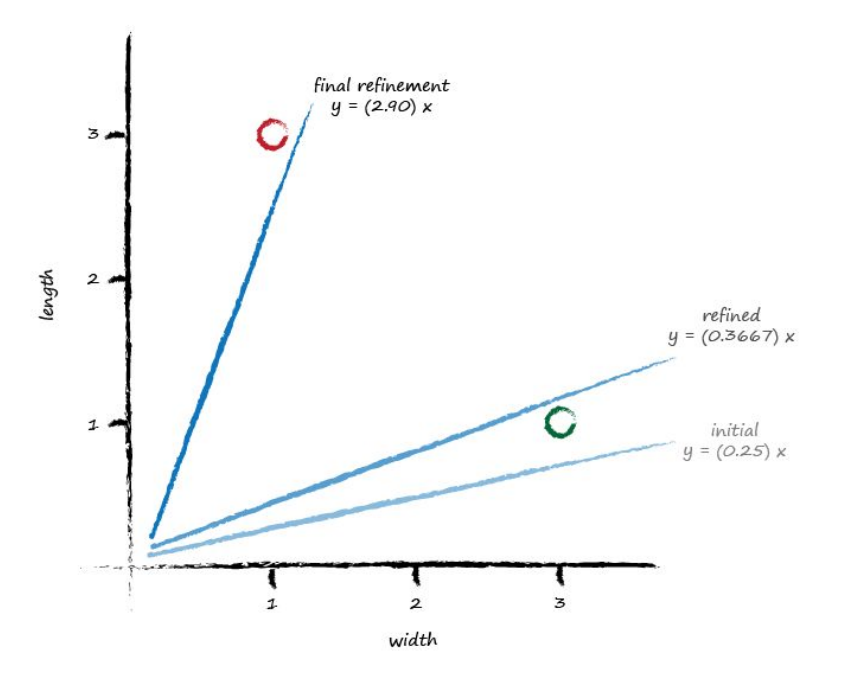 final refinement
y = (2.90) x
3
2
length
refined
y = (0.3667) x
1
initial
y = (0.25) x
1
2
3
width